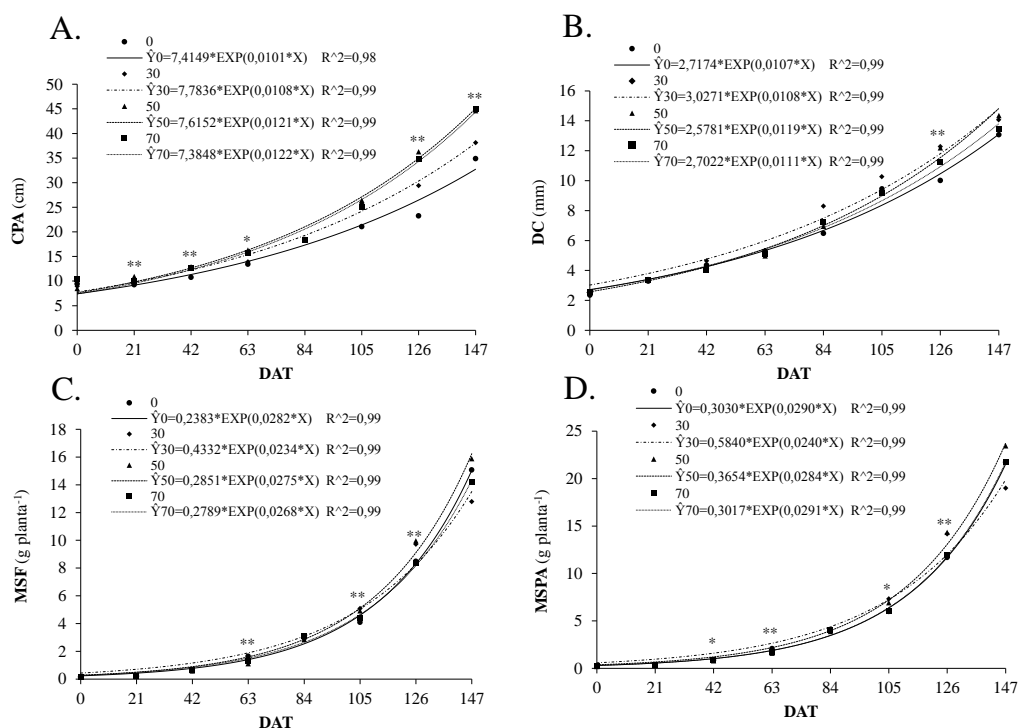 A.
0
Ŷ0=7,4149*EXP(0,0101*X) R^2=0,98
30
Ŷ30=7,7836*EXP(0,0108*X) R^2=0,99
50
Ŷ50=7,6152*EXP(0,0121*X) R^2=0,99
70
Ŷ70=7,3848*EXP(0,0122*X) R^2=0,99
CPA (cm)
50
45
40
35
30
25
20
15
10
5
0
** ** * ** **
0 21 42 63 84 105 126 147
DAT
B.
0
Ŷ0=2,7174*EXP(0,0107*X) R^2=0,99
30
Ŷ30=3,0271*EXP(0,0108*X) R^2=0,99
50
Ŷ50=2,5781*EXP(0,0119*X) R^2=0,99
70
Ŷ70=2,7022*EXP(0,0111*X) R^2=0,99
DC (mm)
16
14
12
10
8
6
4
2
0
**
0 21 42 63 84 105 126 147
DAT
C.
0
Ŷ0=0,2383*EXP(0,0282*X) R^2=0,99
30
Ŷ30=0,4332*EXP(0,0234*X) R^2=0,99
50
Ŷ50=0,2851*EXP(0,0275*X) R^2=0,99
70
Ŷ70=0,2789*EXP(0,0268*X) R^2=0,99
MSF (g planta⁻¹)
18
16
14
12
10
8
6
4
2
0
** ** **
0 21 42 63 84 105 126 147
DAT
D.
0
Ŷ0=0,3030*EXP(0,0290*X) R^2=0,99
30
Ŷ30=0,5840*EXP(0,0240*X) R^2=0,99
50
Ŷ50=0,3654*EXP(0,0284*X) R^2=0,99
70
Ŷ70=0,3017*EXP(0,0291*X) R^2=0,99
MSPA (g planta⁻¹)
25
20
15
10
5
0
* ** * **
0 21 42 63 84 105 126 147
DAT